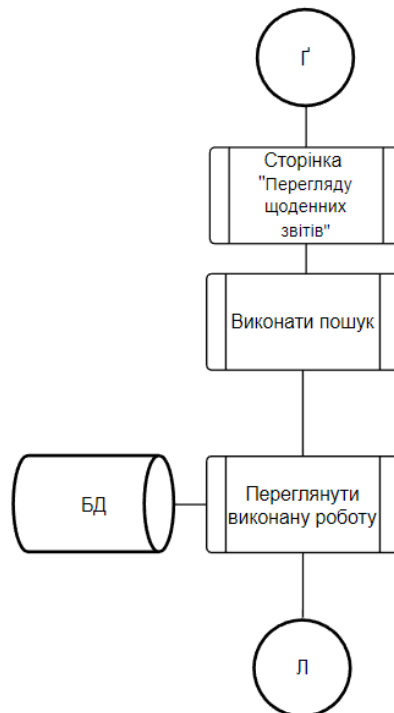 Ґ
Сторінка
"Перегляду
щоденних
звітів"
Виконати пошук
БД
Переглянути
виконану роботу
Л